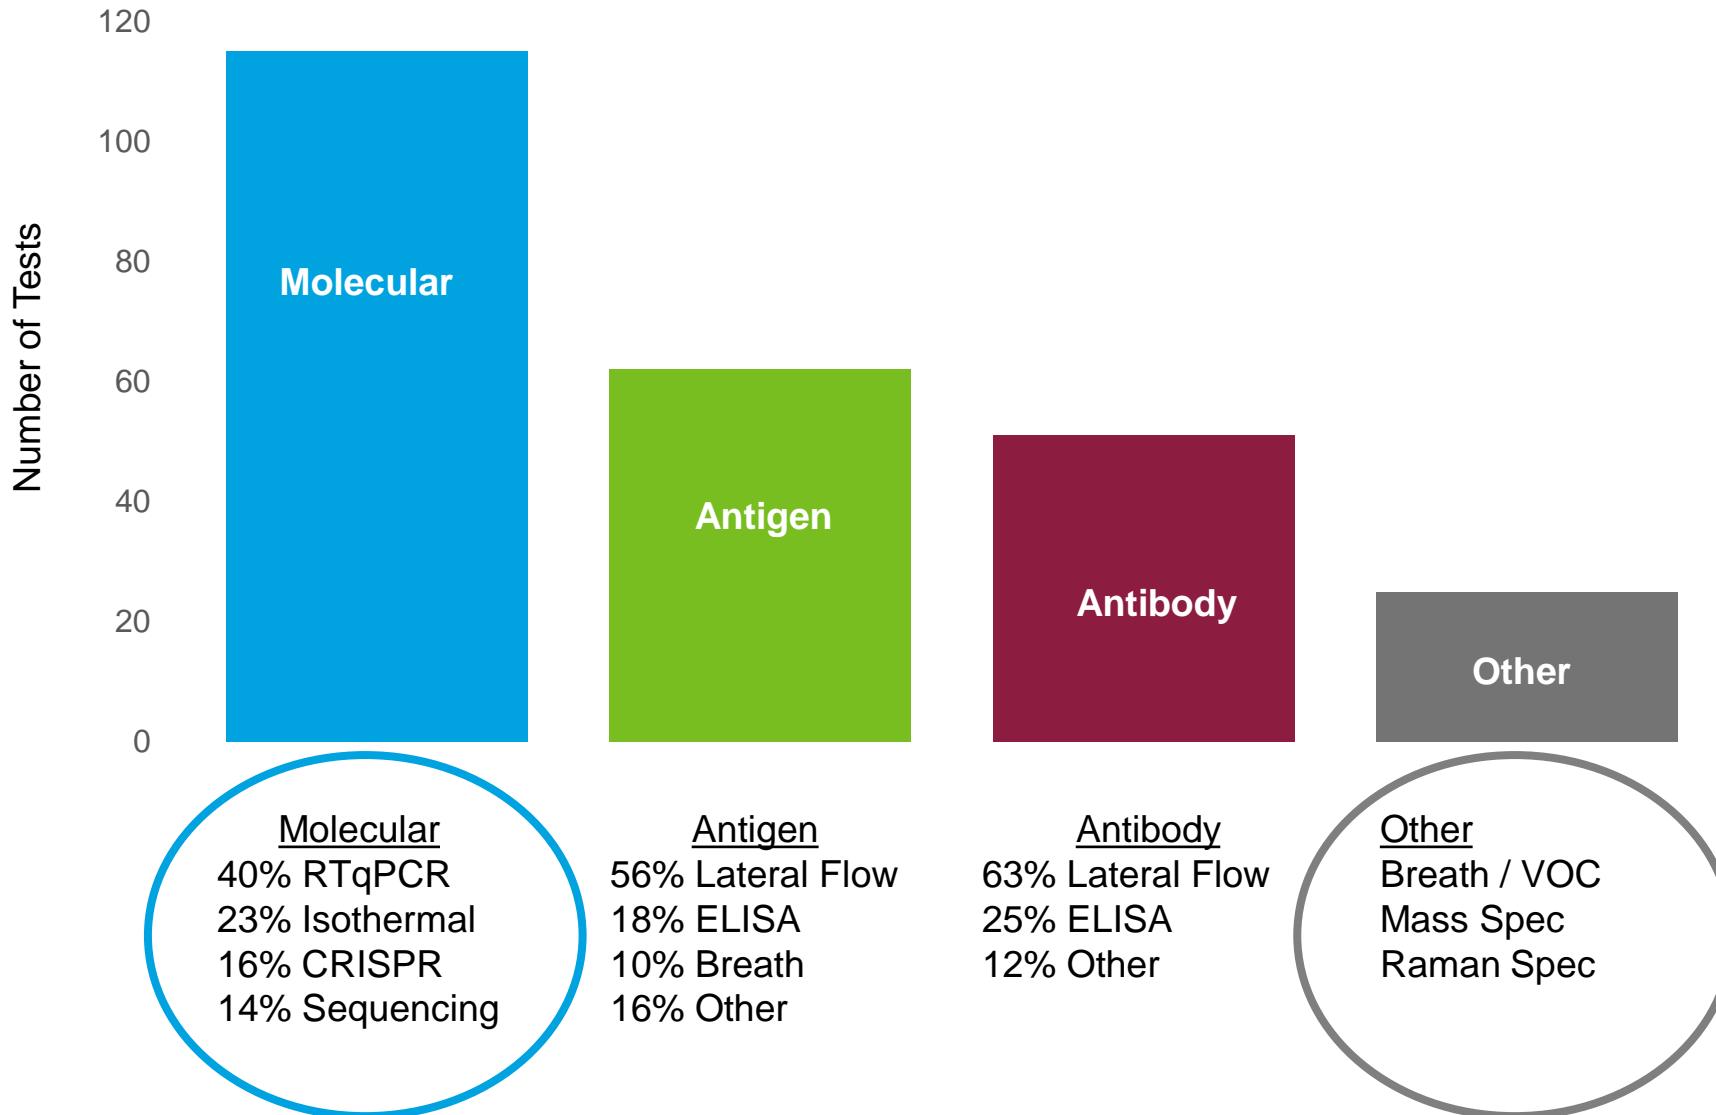 Number of Tests
120
100
80
60
40
20
0
Molecular
Antigen
Antibody
Other
Molecular
40% RTqPCR
23% Isothermal
16% CRISPR
14% Sequencing
Antigen
56% Lateral Flow
18% ELISA
10% Breath
16% Other
Antibody
63% Lateral Flow
25% ELISA
12% Other
Other
Breath / VOC
Mass Spec
Raman Spec